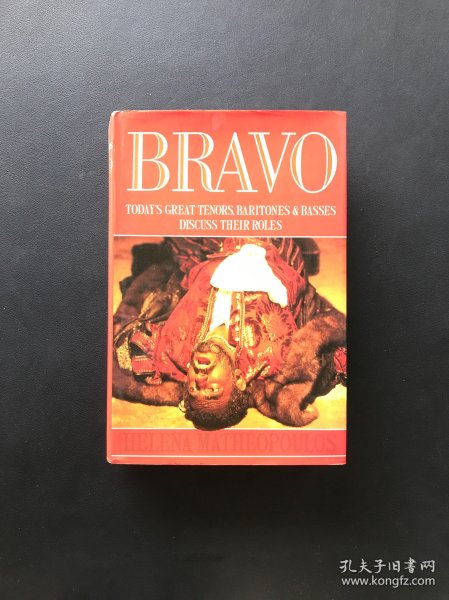 BRAVO
TODAY'S GREAT TENORS, BARITONES & BASSES
DISCUSS THEIR ROLES
HELENA MATHEOPOULOS
孔夫子旧书网
www.kongfz.com